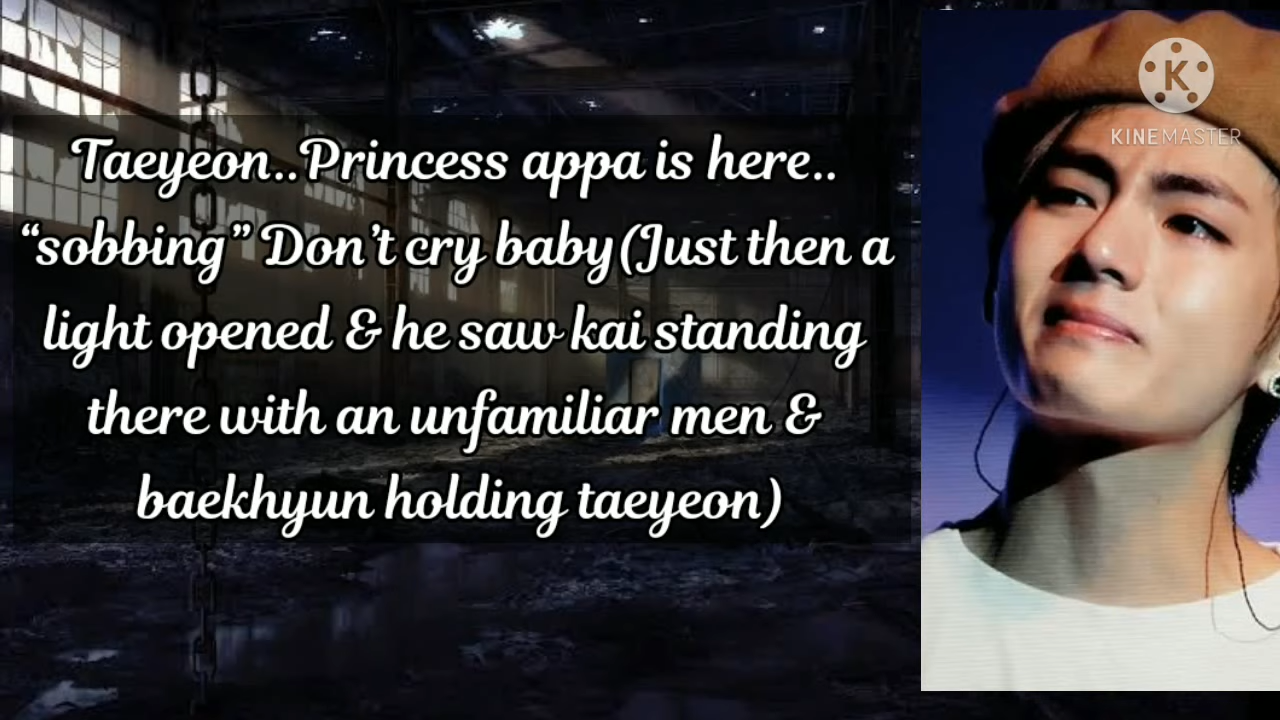 Taeyeon..Princess appa is here..
“sobbing” Don’t cry baby(Just then a
light opened & he saw kai standing
there with an unfamiliar men &
baekhyun holding taeyeon)
K
KINEMASTER